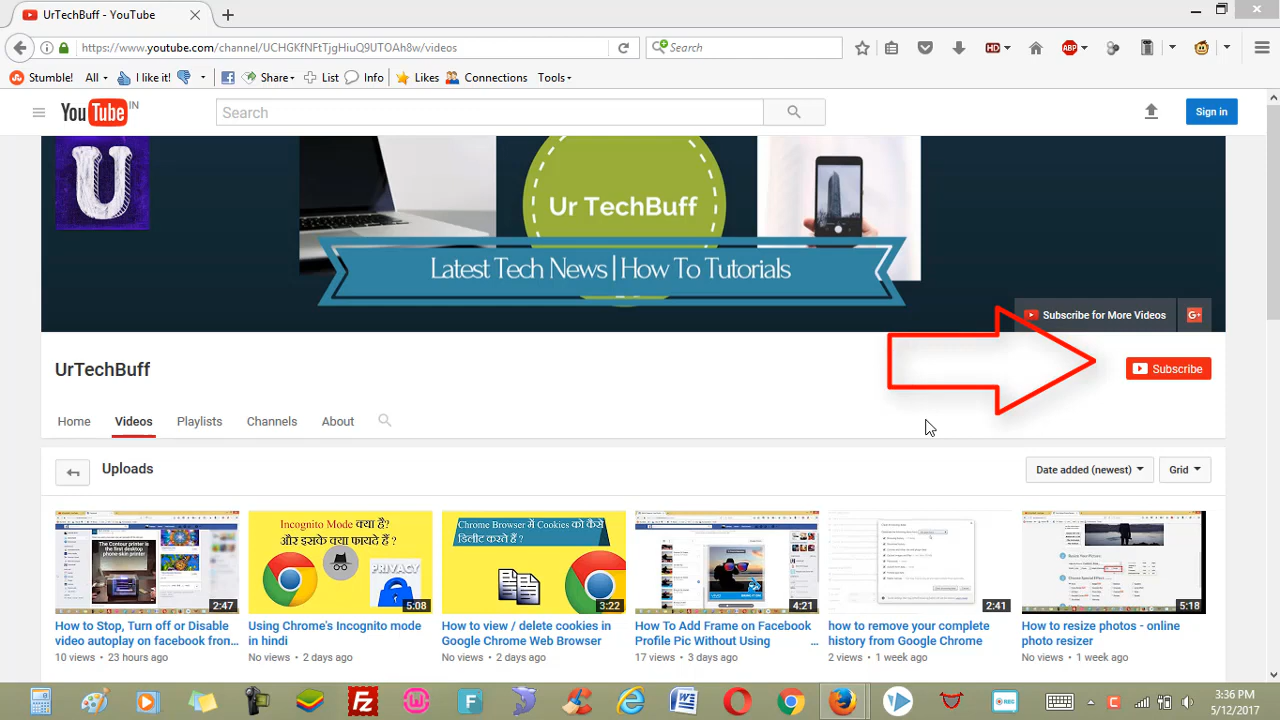 UrTechBuff - YouTube
https://www.youtube.com/channel/UCHGKfNFftTjgHiuQ9UTOAh8w/videos
Search
HD
ABP
Stumble!
All
I like it!
Share
List
Info
Likes
Connections
Tools
YouTube IN
Search
Sign in
U
Ur TechBuff
Latest Tech News | How To Tutorials
Subscribe for More Videos
G+
UrTechBuff
Subscribe
Home
Videos
Playlists
Channels
About
Uploads
Date added (newest)
Grid
2:47
Incognito Mode क्या है?
और इसके क्या फायदे हैं?
PRIVACY
5:08
Chrome Browser में Cookies को कैसे
डिलीट करते हैं?
3:22
4:21
2:41
5:18
How to Stop, Turn off or Disable
video autoplay on facebook fron...
10 views • 23 hours ago
Using Chrome's Incognito mode
in hindi
No views • 2 days ago
How to view / delete cookies in
Google Chrome Web Browser
No views • 2 days ago
How To Add Frame on Facebook
Profile Pic Without Using ...
17 views • 3 days ago
how to remove your complete
history from Google Chrome
2 views • 1 week ago
How to resize photos - online
photo resizer
No views • 1 week ago
3:36 PM
5/12/2017